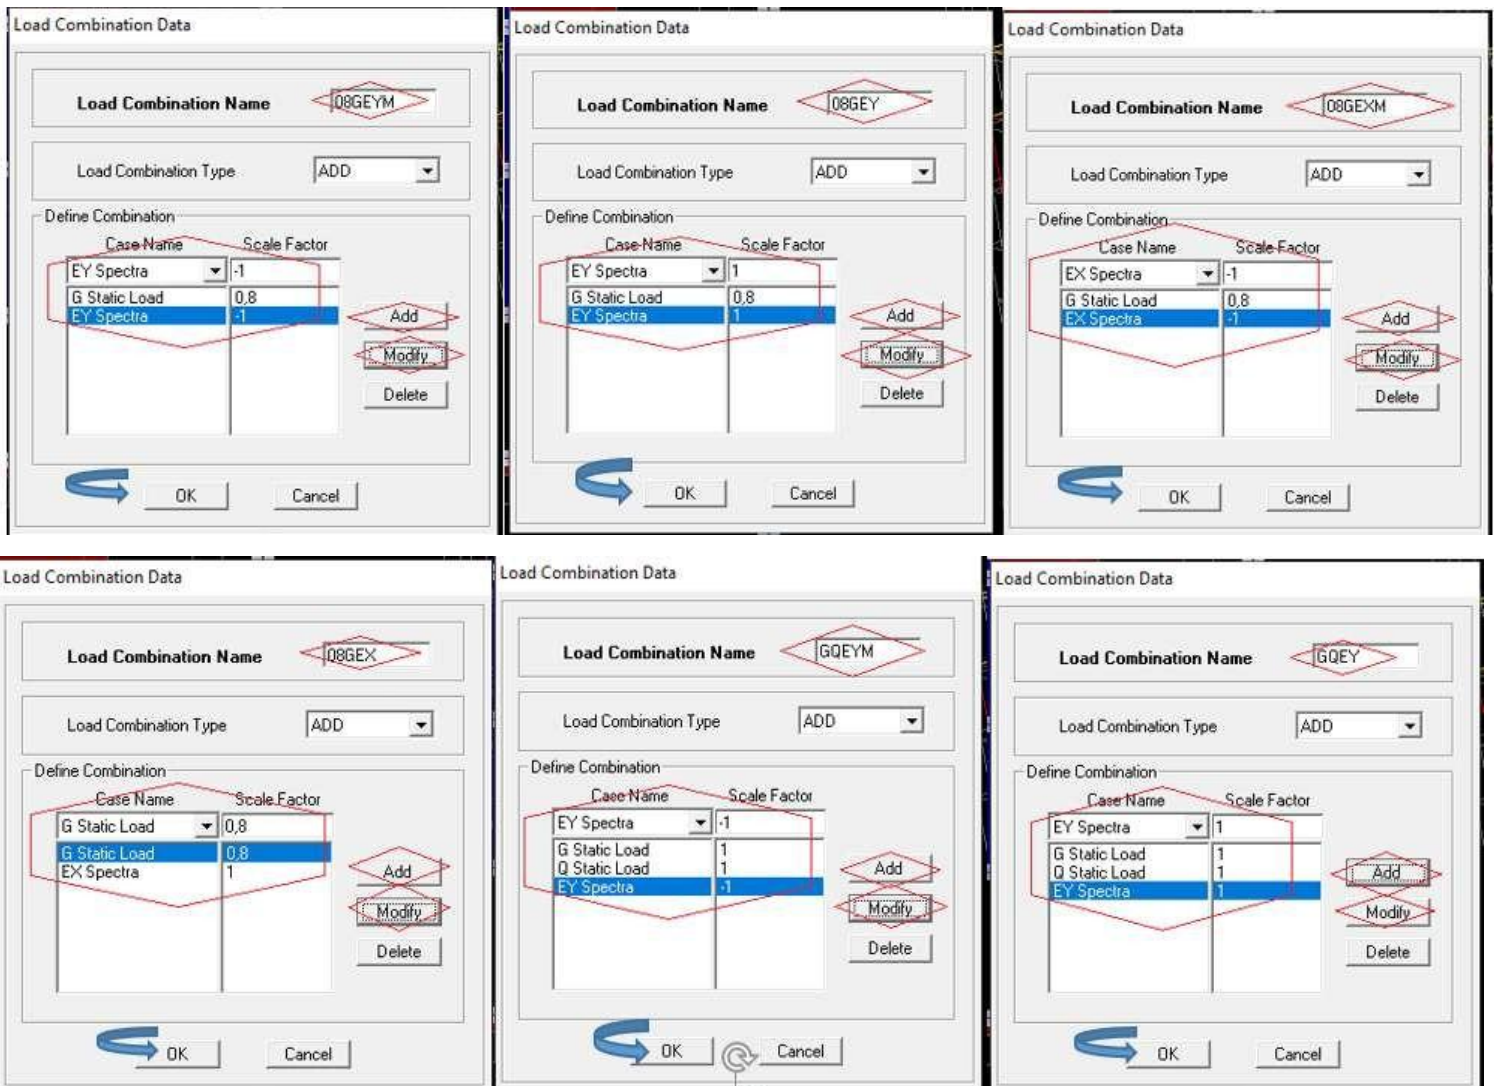 Load Combination Data
Load Combination Name 08GEYM
Load Combination Type ADD
Define Combination
Case Name Scale Factor
EY Spectra -1
G Static Load 0,8
EY Spectra -1
Add
Modify
Delete
OK Cancel
Load Combination Data
Load Combination Name 08GEY
Load Combination Type ADD
Define Combination
Case Name Scale Factor
EY Spectra 1
G Static Load 0,8
EY Spectra 1
Add
Modify
Delete
OK Cancel
Load Combination Data
Load Combination Name 08GEXM
Load Combination Type ADD
Define Combination
Case Name Scale Factor
EX Spectra -1
G Static Load 0,8
EX Spectra -1
Add
Modify
Delete
OK Cancel
Load Combination Data
Load Combination Name 08GEX
Load Combination Type ADD
Define Combination
Case Name Scale Factor
G Static Load 0,8
G Static Load 0,8
EX Spectra 1
Add
Modify
Delete
OK Cancel
Load Combination Data
Load Combination Name GQEYM
Load Combination Type ADD
Define Combination
Case Name Scale Factor
EY Spectra -1
G Static Load 1
Q Static Load 1
EY Spectra -1
Add
Modify
Delete
OK Cancel
Load Combination Data
Load Combination Name GQEY
Load Combination Type ADD
Define Combination
Case Name Scale Factor
EY Spectra 1
G Static Load 1
Q Static Load 1
EY Spectra 1
Add
Modify
Delete
OK Cancel